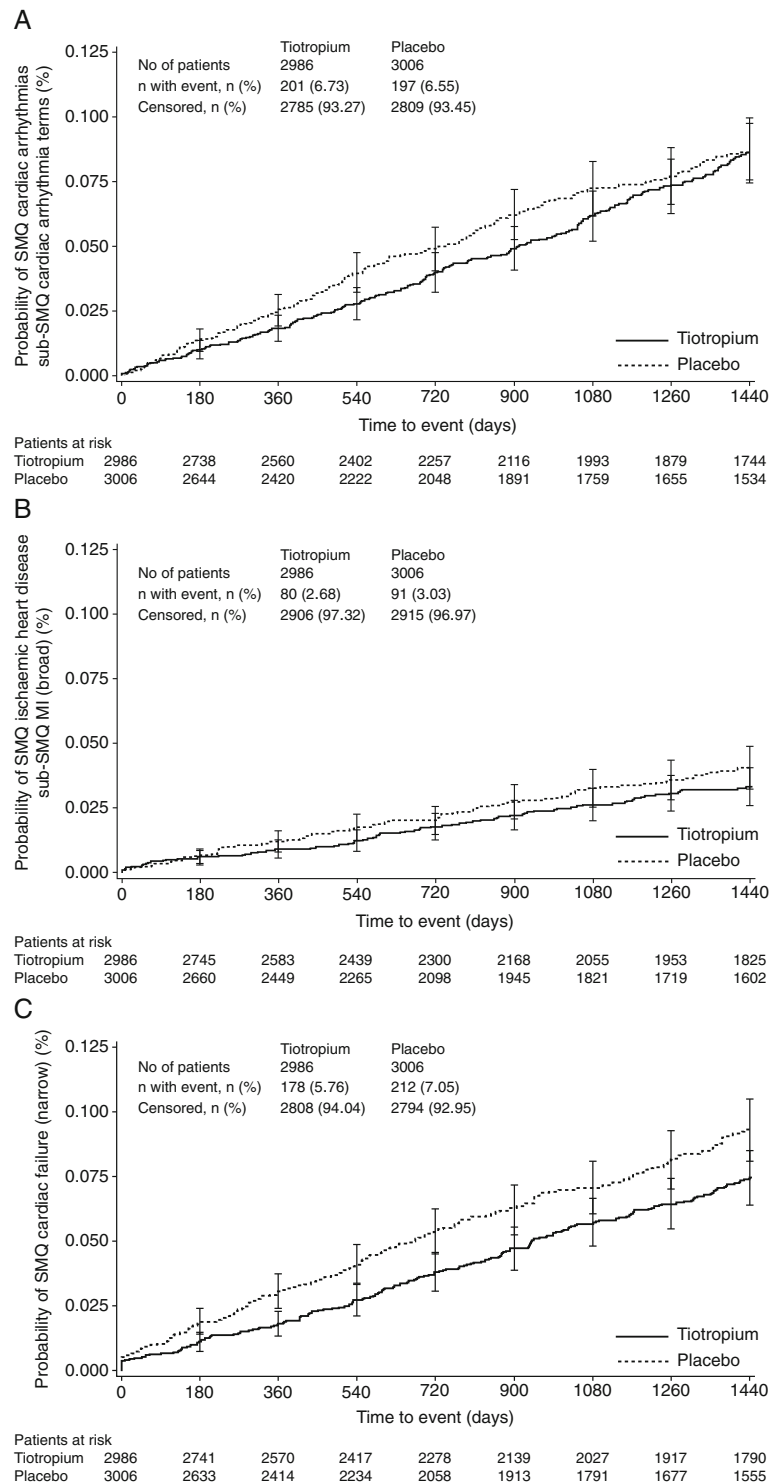 A
Probability of SMQ cardiac arrhythmias
sub-SMQ cardiac arrhythmia terms (%)
Tiotropium Placebo
No of patients 2986 3006
n with event, n (%) 201 (6.73) 197 (6.55)
Censored, n (%) 2785 (93.27) 2809 (93.45)
0.125
0.100
0.075
0.050
0.025
0.000
Tiotropium
Placebo
0 180 360 540 720 900 1080 1260 1440
Time to event (days)
Patients at risk
Tiotropium 2986 2738 2560 2402 2257 2116 1993 1879 1744
Placebo 3006 2644 2420 2222 2048 1891 1759 1655 1534
B
Probability of SMQ ischaemic heart disease
sub-SMQ MI (broad) (%)
Tiotropium Placebo
No of patients 2986 3006
n with event, n (%) 80 (2.68) 91 (3.03)
Censored, n (%) 2906 (97.32) 2915 (96.97)
0.125
0.100
0.075
0.050
0.025
0.000
Tiotropium
Placebo
0 180 360 540 720 900 1080 1260 1440
Time to event (days)
Patients at risk
Tiotropium 2986 2745 2583 2439 2300 2168 2055 1953 1825
Placebo 3006 2660 2449 2265 2098 1945 1821 1719 1602
C
Probability of SMQ cardiac failure (narrow) (%)
Tiotropium Placebo
No of patients 2986 3006
n with event, n (%) 178 (5.76) 212 (7.05)
Censored, n (%) 2808 (94.04) 2794 (92.95)
0.125
0.100
0.075
0.050
0.025
0.000
Tiotropium
Placebo
0 180 360 540 720 900 1080 1260 1440
Time to event (days)
Patients at risk
Tiotropium 2986 2741 2570 2417 2278 2139 2027 1917 1790
Placebo 3006 2633 2414 2234 2058 1913 1791 1677 1555